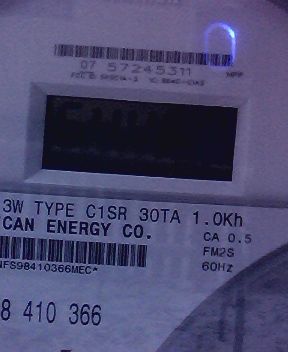 07 57245311
3W TYPE C1SR 30TA 1.0Kh
CAN ENERGY CO.
CA 0.5
FM2S
60Hz
NFS98410366MEC*
8 410 366